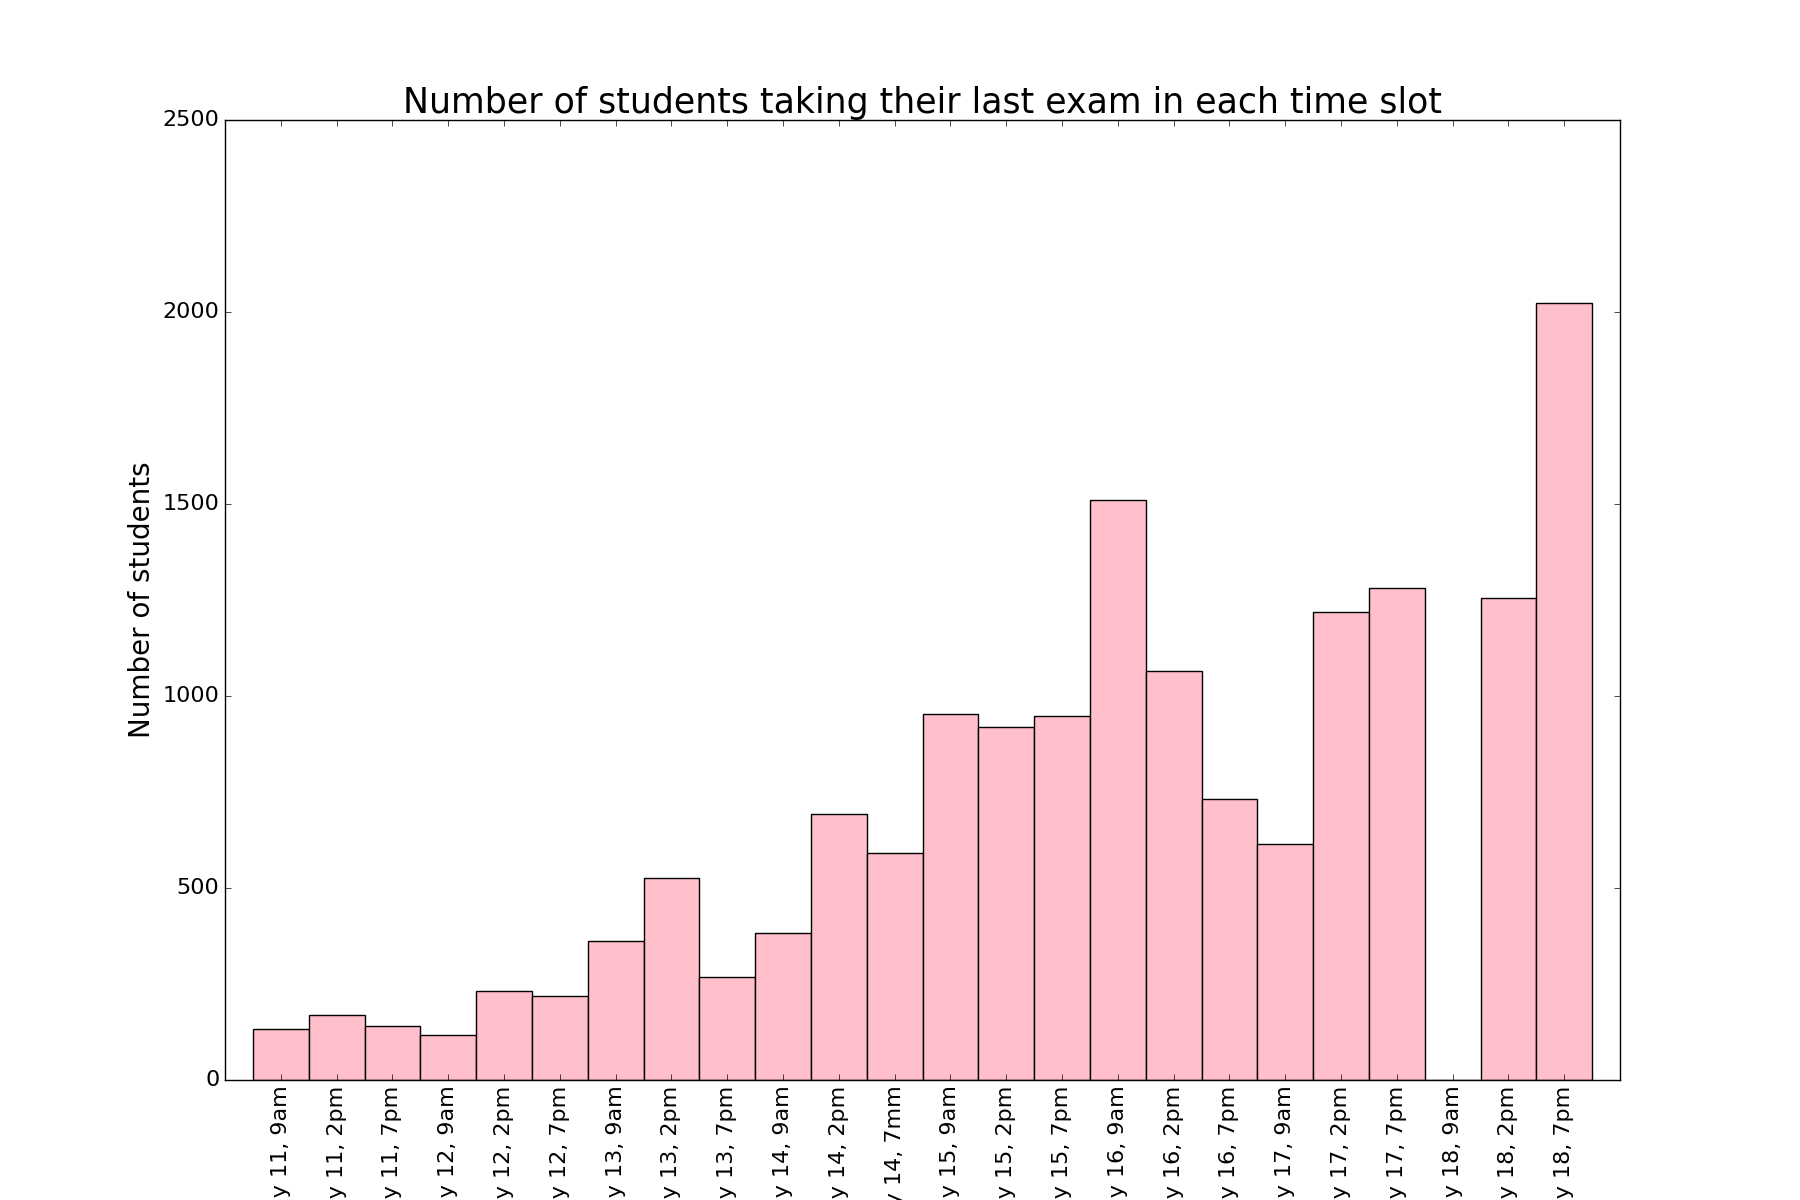 Number of students taking their last exam in each time slot
Number of students
2500
2000
1500
1000
500
0
y 11, 9am
y 11, 2pm
y 11, 7pm
y 12, 9am
y 12, 2pm
y 12, 7pm
y 13, 9am
y 13, 2pm
y 13, 7pm
y 14, 9am
y 14, 2pm
y 14, 7mm
y 15, 9am
y 15, 2pm
y 15, 7pm
y 16, 9am
y 16, 2pm
y 16, 7pm
y 17, 9am
y 17, 2pm
y 17, 7pm
y 18, 9am
y 18, 2pm
y 18, 7pm